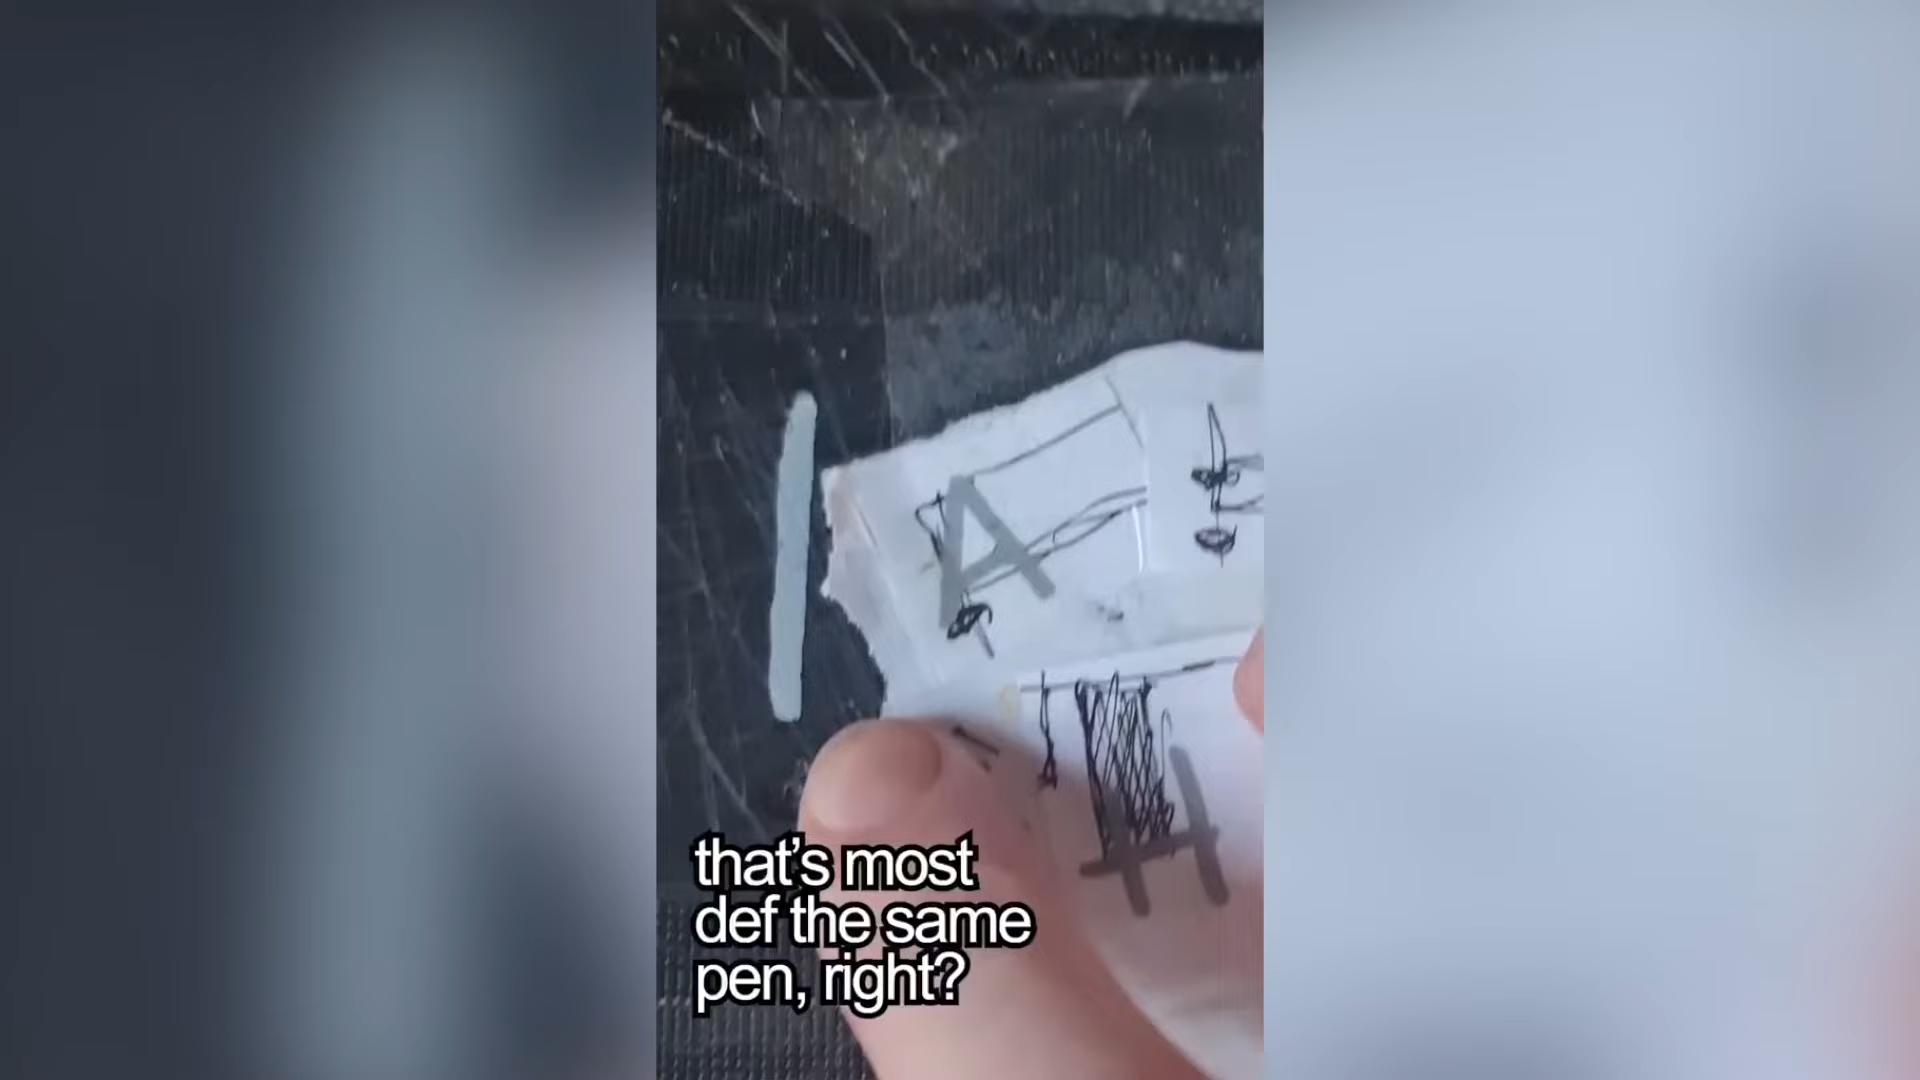 A
H
that's most
def the same
pen, right?